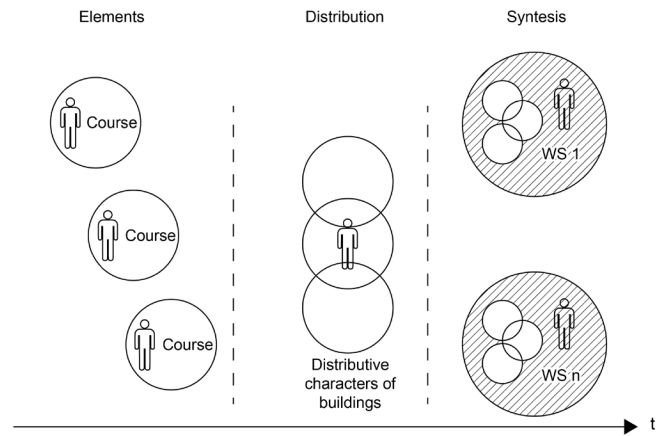 Elements
Distribution
Syntesis
Course
Course
Course
Distributive
characters of
buildings
WS 1
WS n
t